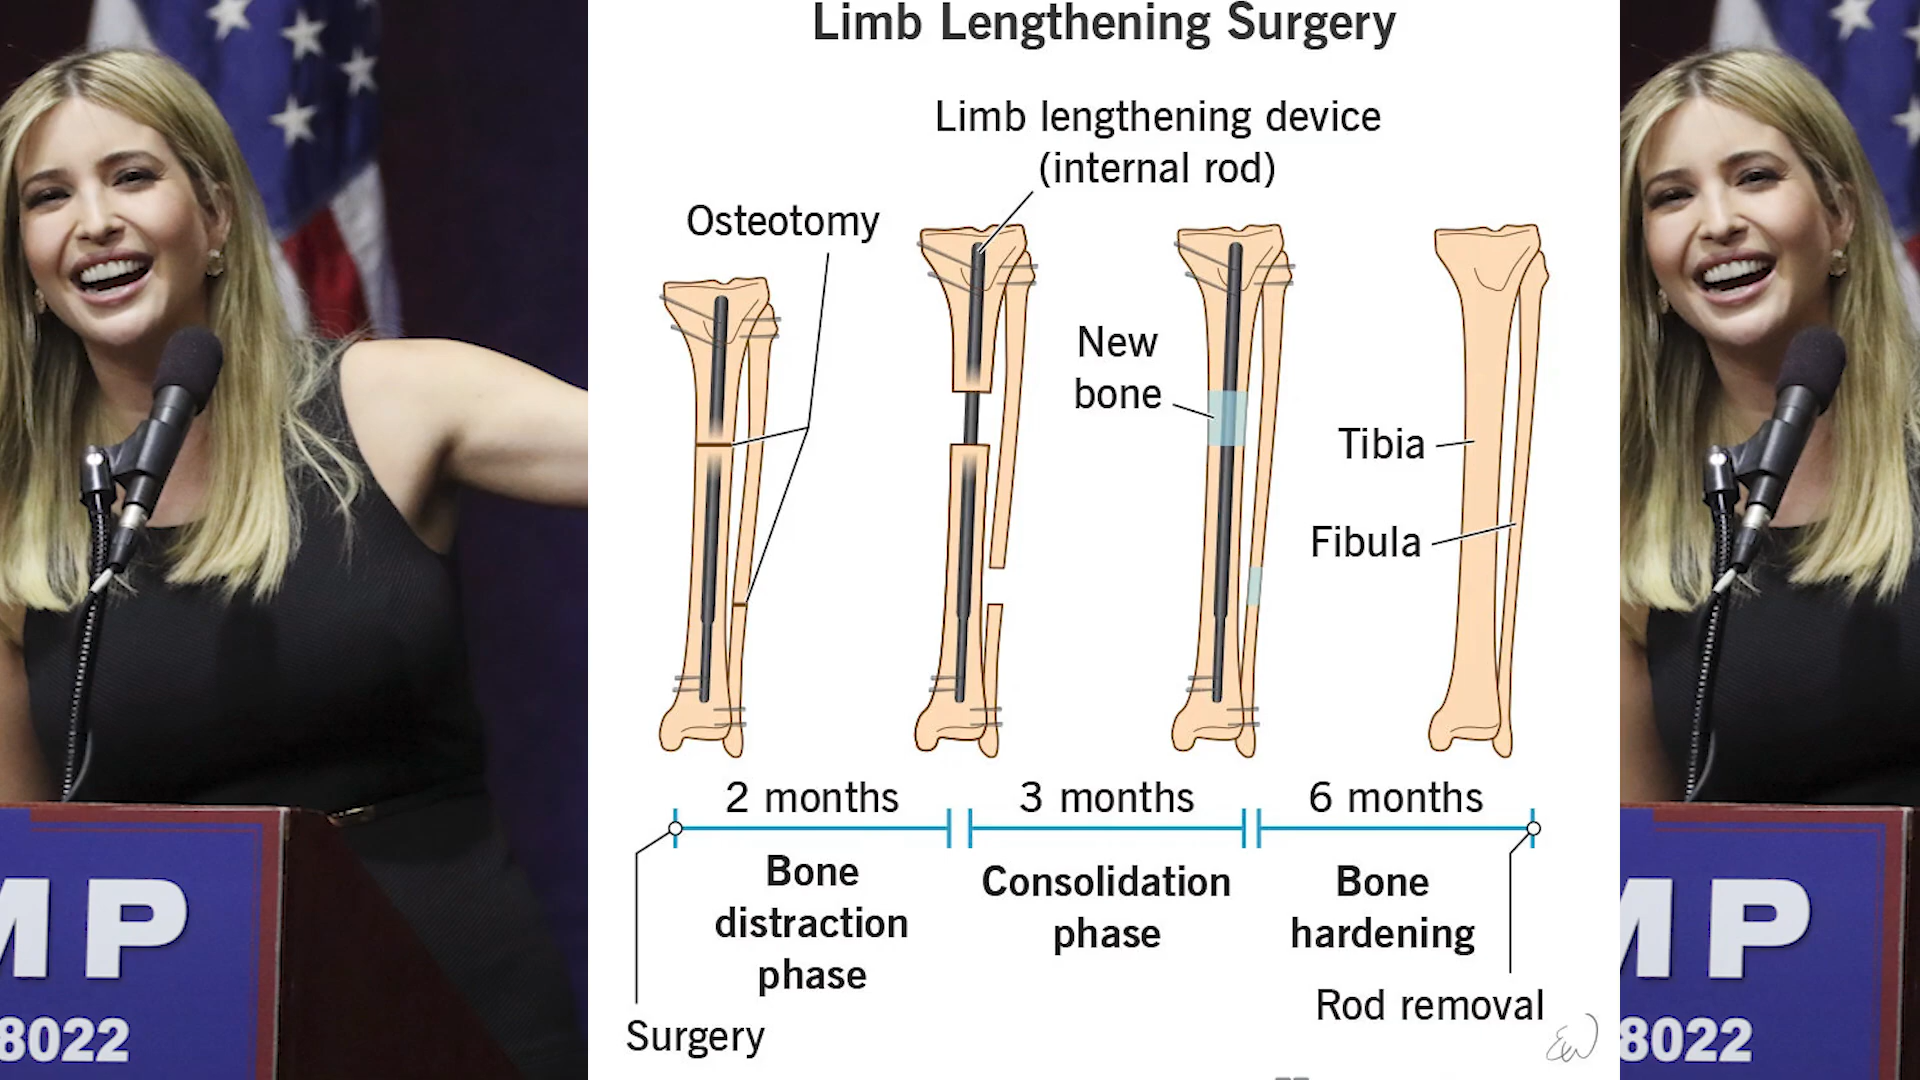 Limb Lengthening Surgery
Limb lengthening device
(internal rod)
Osteotomy
New
bone
Tibia
Fibula
2 months
3 months
6 months
Bone
distraction
phase
Consolidation
phase
Bone
hardening
Surgery
Rod removal
MP
8022
MP
8022